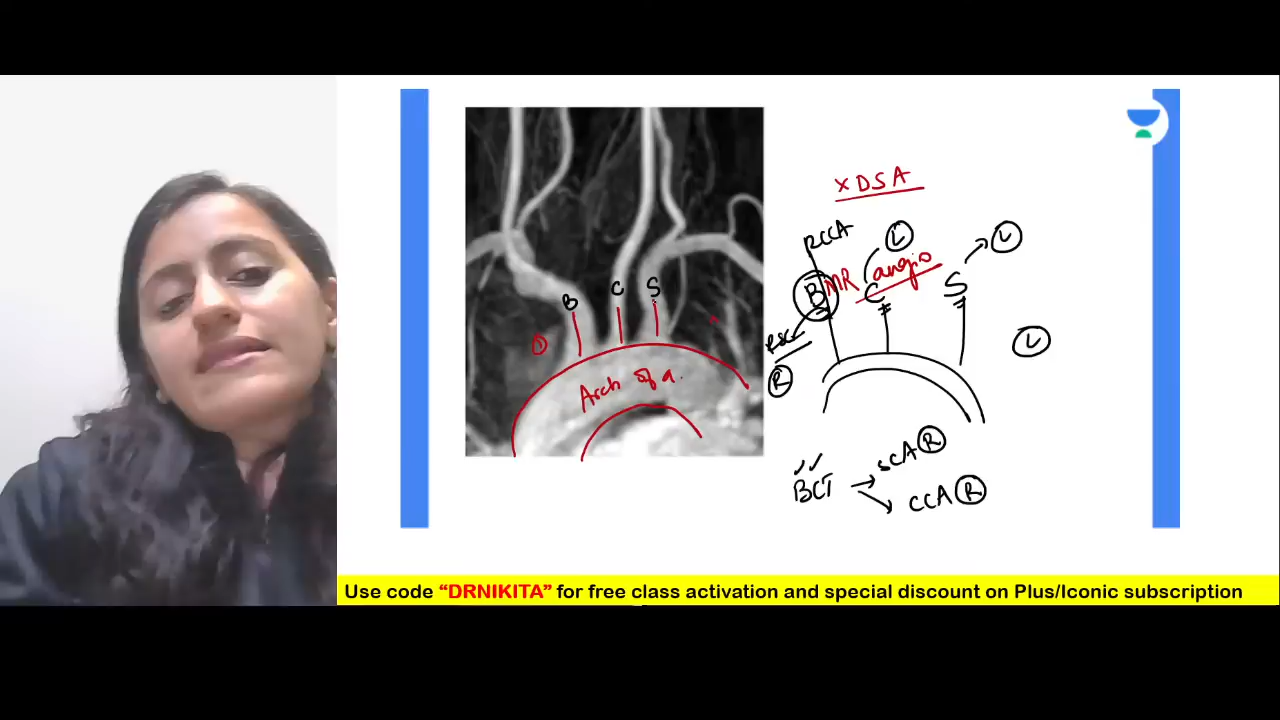 X DSA
RCCA
L
L
B MR angio
C
S
B
C
S
L
R
Arch of a.
BCT → SCA R
CCA R
Use code “DRNIKITA” for free class activation and special discount on Plus/Iconic subscription